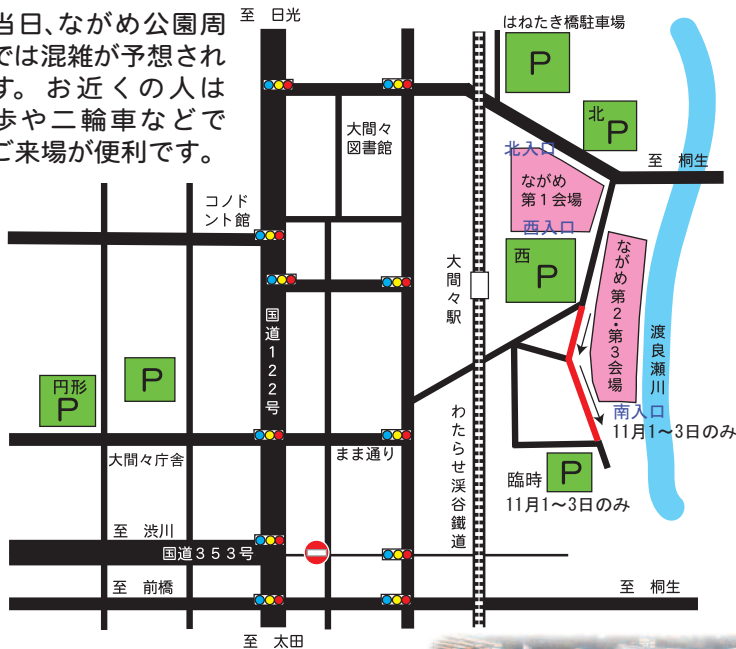 当日、ながめ公園周
では混雑が予想され
す。お近くの人は
歩や二輪車などで
ご来場が便利です。
至 日光
はねたき橋駐車場
P
北
P
大間々
図書館
北入口
至 桐生
ながめ
第1会場
コノド
ント館
西入口
西
P
ながめ第2・第3会場
大間々駅
国道122号
渡良瀬川
円形
P
P
南入口
11月1～3日のみ
わたらせ渓谷鐵道
大間々庁舎
まま通り
臨時
P
11月1～3日のみ
至 渋川
国道353号
至 前橋
至 桐生
至 太田